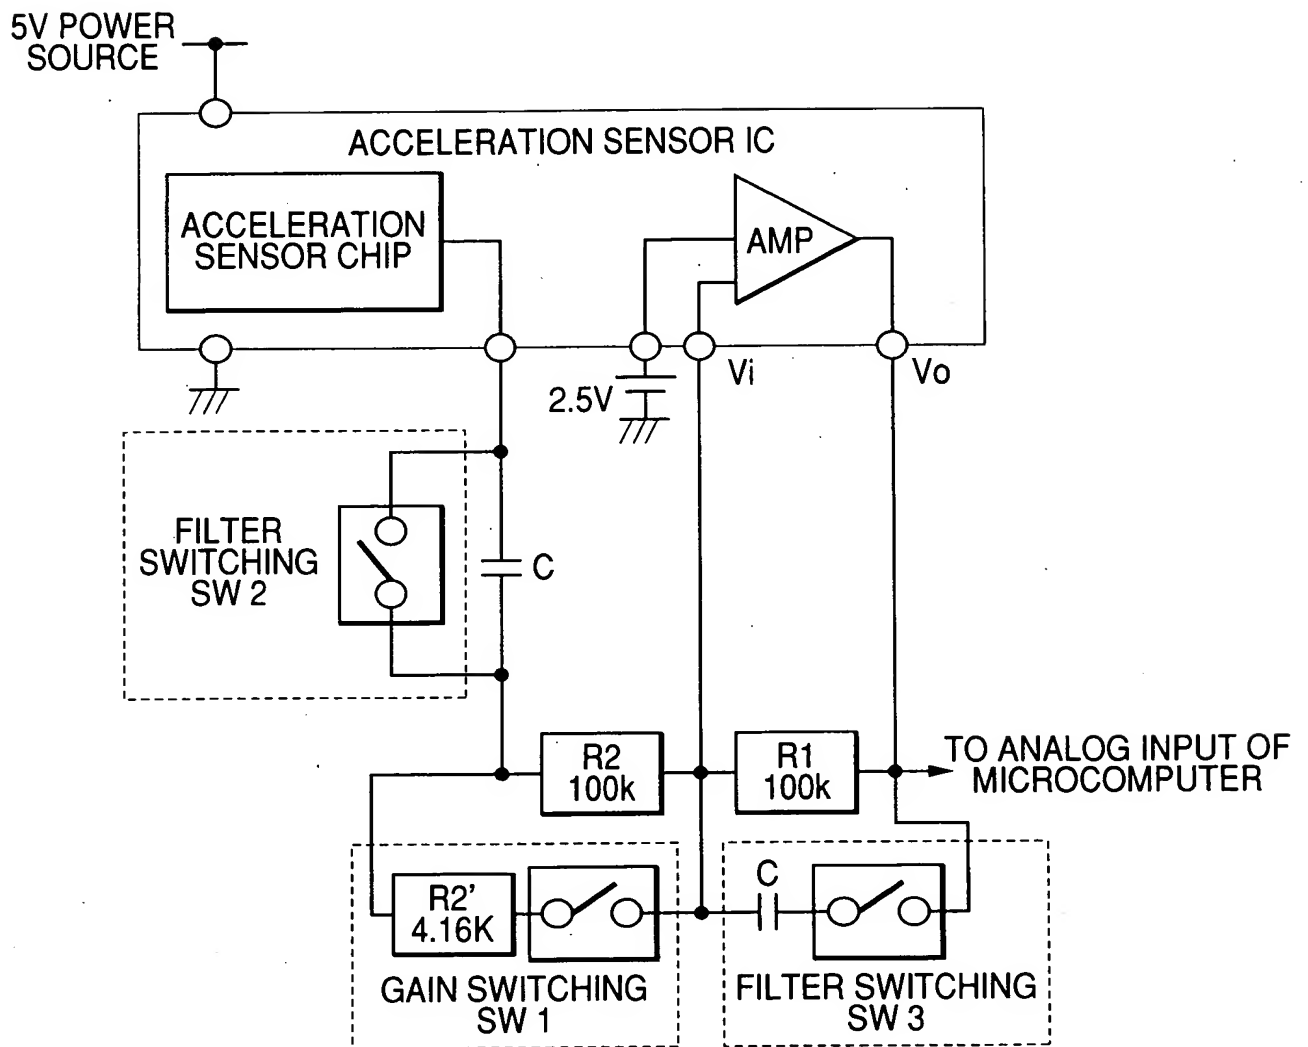 5V POWER
SOURCE
ACCELERATION SENSOR IC
ACCELERATION
SENSOR CHIP
AMP
Vi
Vo
2.5V
FILTER
SWITCHING
SW 2
C
R2
100k
R1
100k
TO ANALOG INPUT OF
MICROCOMPUTER
R2'
4.16K
C
GAIN SWITCHING
SW 1
FILTER SWITCHING
SW 3